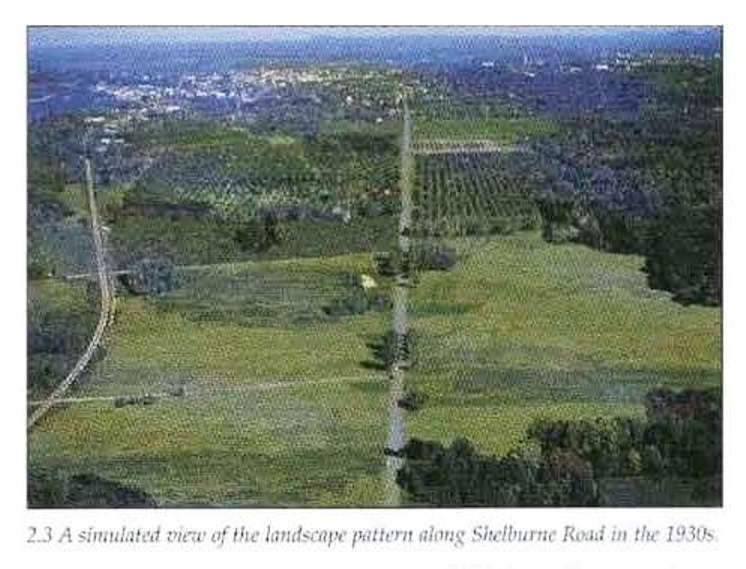 2.3 A simulated view of the landscape pattern along Shelburne Road in the 1930s.